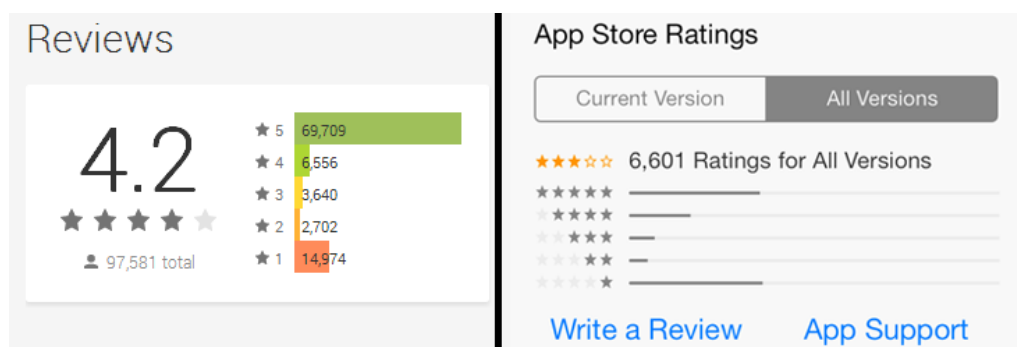 Reviews
4.2
97,581 total
5 69,709
4 6,556
3 3,640
2 2,702
1 14,974
App Store Ratings
Current Version All Versions
6,601 Ratings for All Versions
Write a Review App Support